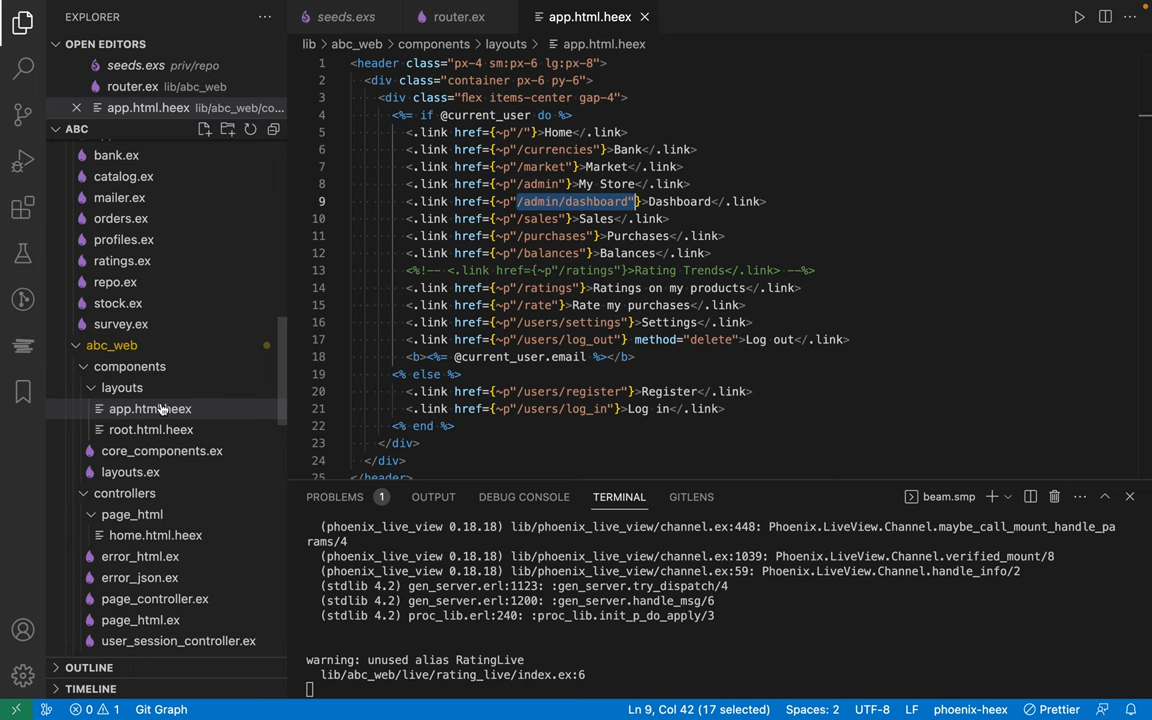 EXPLORER
OPEN EDITORS
seeds.exs priv/repo
router.ex lib/abc_web
app.html.heex lib/abc_web/co...
ABC
bank.ex
catalog.ex
mailer.ex
orders.ex
profiles.ex
ratings.ex
repo.ex
stock.ex
survey.ex
abc_web
components
layouts
app.html.heex
root.html.heex
core_components.ex
layouts.ex
controllers
page_html
home.html.heex
error_html.ex
error_json.ex
page_controller.ex
page_html.ex
user_session_controller.ex
OUTLINE
TIMELINE
seeds.exs router.ex app.html.heex
lib > abc_web > components > layouts > app.html.heex
1 <header class="px-4 sm:px-6 lg:px-8">
2 <div class="container px-6 py-6">
3 <div class="flex items-center gap-4">
4 <%= if @current_user do %>
5 <.link href={~p"/"}>Home</.link>
6 <.link href={~p"/currencies"}>Bank</.link>
7 <.link href={~p"/market"}>Market</.link>
8 <.link href={~p"/admin"}>My Store</.link>
9 <.link href={~p"/admin/dashboard"}>Dashboard</.link>
10 <.link href={~p"/sales"}>Sales</.link>
11 <.link href={~p"/purchases"}>Purchases</.link>
12 <.link href={~p"/balances"}>Balances</.link>
13 <%!-- <.link href={~p"/ratings"}>Rating Trends</.link> --%>
14 <.link href={~p"/ratings"}>Ratings on my products</.link>
15 <.link href={~p"/rate"}>Rate my purchases</.link>
16 <.link href={~p"/users/settings"}>Settings</.link>
17 <.link href={~p"/users/log_out"} method="delete">Log out</.link>
18 <b><%= @current_user.email %></b>
19 <% else %>
20 <.link href={~p"/users/register"}>Register</.link>
21 <.link href={~p"/users/log_in"}>Log in</.link>
22 <% end %>
23 </div>
24 </div>
25 </header>
PROBLEMS 1 OUTPUT DEBUG CONSOLE TERMINAL GITLENS beam.smp
(phoenix_live_view 0.18.18) lib/phoenix_live_view/channel.ex:448: Phoenix.LiveView.Channel.maybe_call_mount_handle_pa
rams/4
(phoenix_live_view 0.18.18) lib/phoenix_live_view/channel.ex:1039: Phoenix.LiveView.Channel.verified_mount/8
(phoenix_live_view 0.18.18) lib/phoenix_live_view/channel.ex:59: Phoenix.LiveView.Channel.handle_info/2
(stdlib 4.2) gen_server.erl:1123: :gen_server.try_dispatch/4
(stdlib 4.2) gen_server.erl:1200: :gen_server.handle_msg/6
(stdlib 4.2) proc_lib.erl:240: :proc_lib.init_p_do_apply/3
warning: unused alias RatingLive
lib/abc_web/live/rating_live/index.ex:6
0 1 Git Graph Ln 9, Col 42 (17 selected) Spaces: 2 UTF-8 LF phoenix-heex Prettier